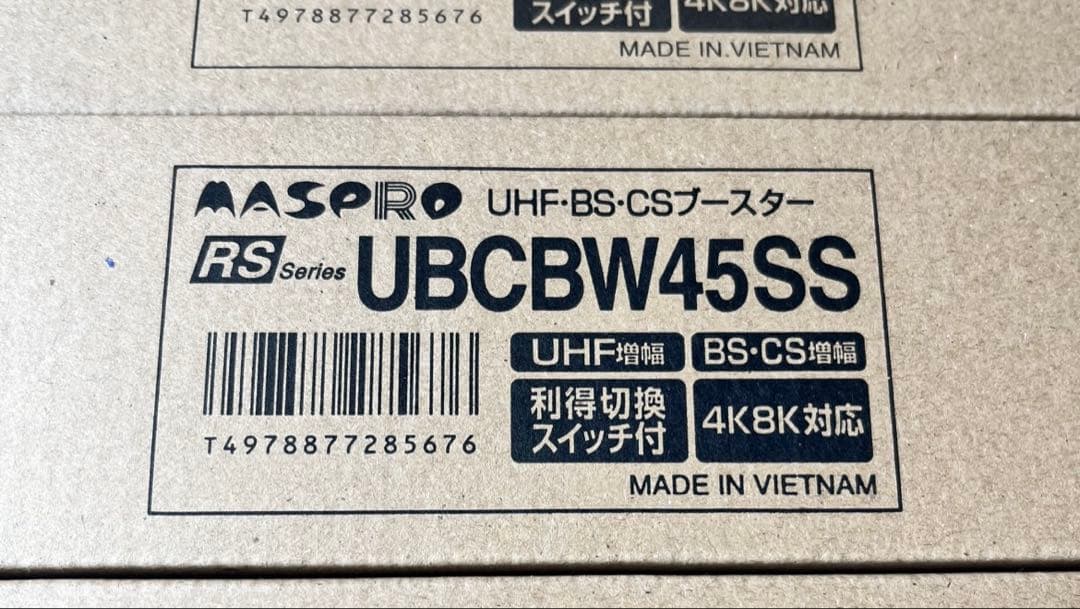 T4978877285676
スイッチ付
4K8K対応
MADE IN.VIETNAM
MASPRO UHF・BS・CSブースター
RS Series UBCBW45SS
UHF増幅 BS・CS増幅
利得切換
スイッチ付
4K8K対応
T4978877285676
MADE IN VIETNAM